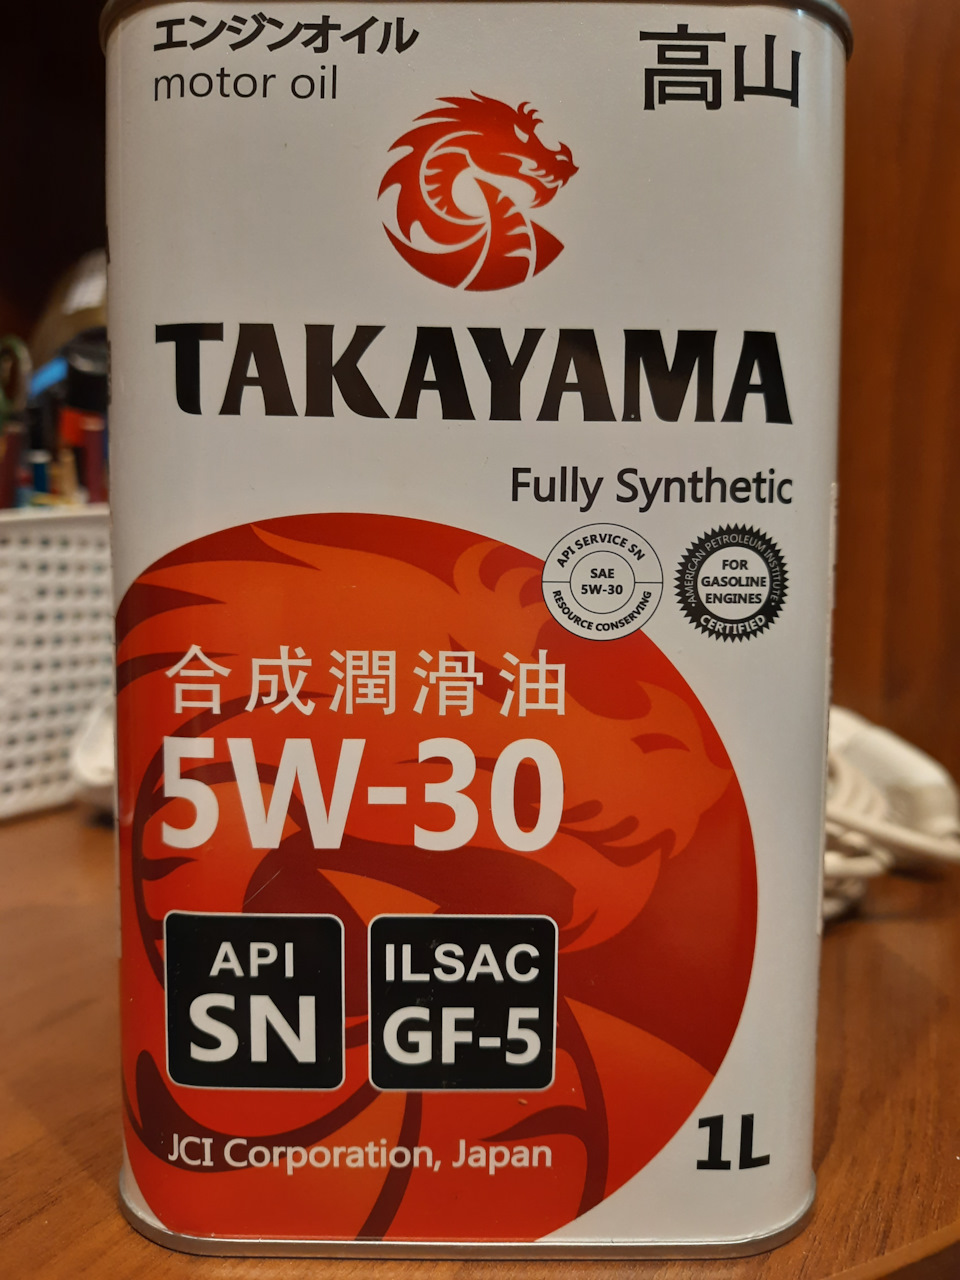 エンジンオイル
motor oil
高山
TAKAYAMA
Fully Synthetic
API SERVICE SN
SAE
5W-30
RESOURCE CONSERVING
AMERICAN PETROLEUM INSTITUTE
FOR
GASOLINE
ENGINES
CERTIFIED
合成潤滑油
5W-30
API
SN
ILSAC
GF-5
JCI Corporation, Japan
1L